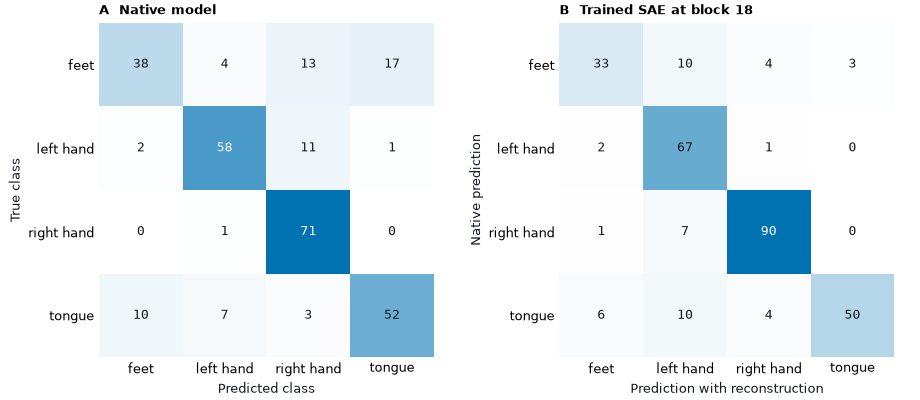 A Native model
True class
feet 38 4 13 17
left hand 2 58 11 1
right hand 0 1 71 0
tongue 10 7 3 52
feet left hand right hand tongue
Predicted class
B Trained SAE at block 18
Native prediction
feet 33 10 4 3
left hand 2 67 1 0
right hand 1 7 90 0
tongue 6 10 4 50
feet left hand right hand tongue
Prediction with reconstruction